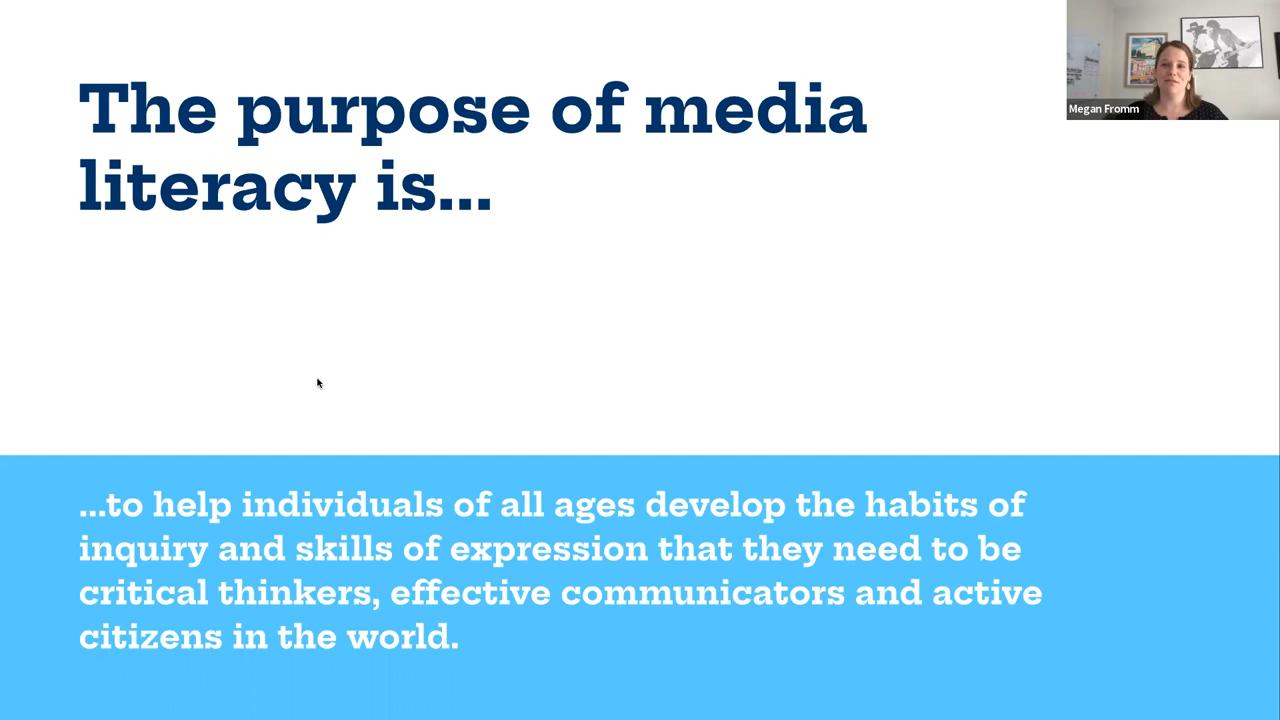 The purpose of media
literacy is...
Megan Fromm
...to help individuals of all ages develop the habits of
inquiry and skills of expression that they need to be
critical thinkers, effective communicators and active
citizens in the world.